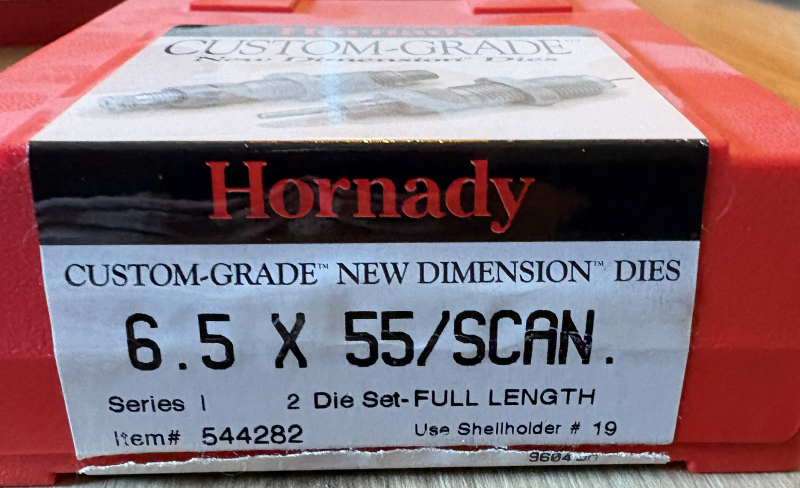 Hornady
CUSTOM-GRADE™
New Dimension® Dies
Hornady
CUSTOM-GRADE™ NEW DIMENSION™ DIES
6.5 X 55/SCAN.
Series I 2 Die Set-FULL LENGTH
Item# 544282 Use Shellholder # 19